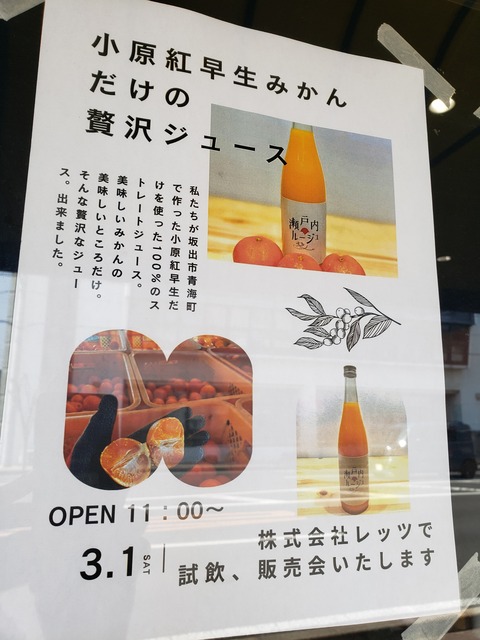 小原紅早生みかん
だけの
贅沢ジュース
瀬戸内
ルージュ
私たちが坂出市青海町
で作った小原紅早生だ
けを使った100%のス
トレートジュース。
美味しいみかんの
美味しいところだけ。
そんな贅沢なジュー
ス。出来ました。
OPEN 11:00〜
3.1 SAT
株式会社レッツで
試飲、販売会いたします